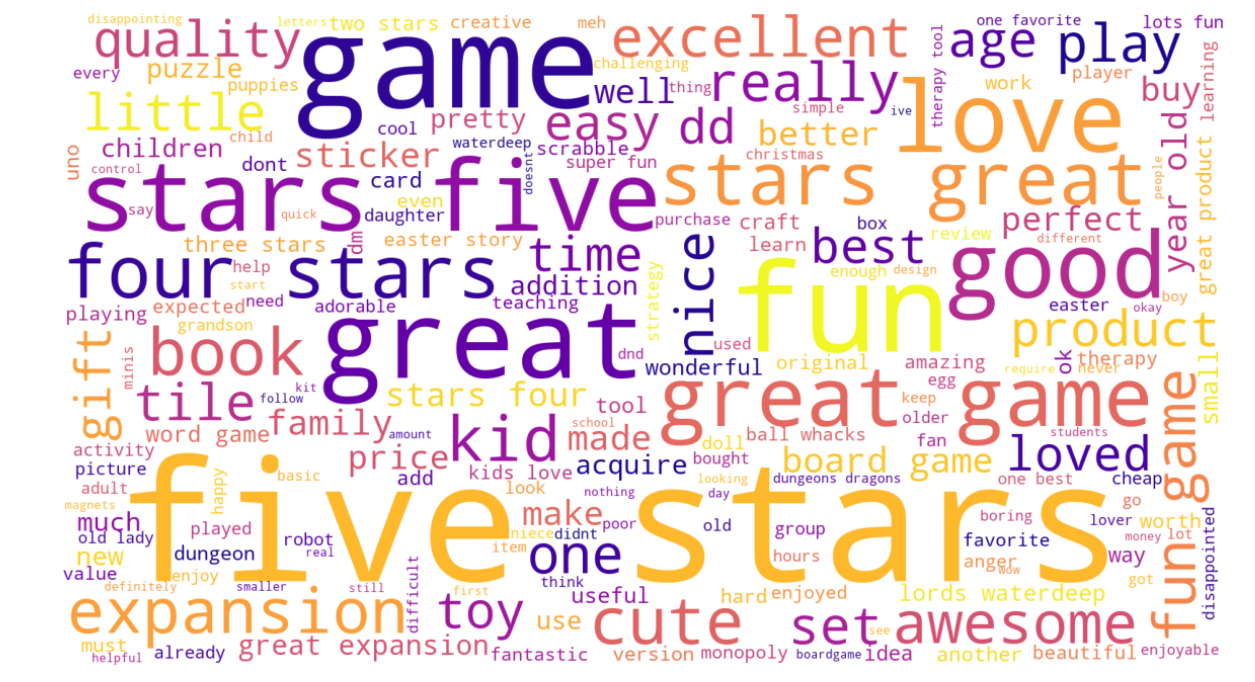 disappointing
letters
two stars
creative
meh
one favorite
lots fun
quality
game
excellent
age
play
every
puzzle
puppies
challenging
really
well
thing
work
player
therapy tool
buy
learning
little
cool
pretty
easy
dd
simple
ive
love
better
child
children
uno
control
dont
sticker
waterdeep
scrabble
super fun
christmas
doesnt
card
even
stars five
stars great
people
year old
great product
say
quick
daughter
purchase
craft
box
review
perfect
different
three stars
dm
easter story
time
learn
best
good
four stars
help
start
need
addition
nice
enough
design
fun
strategy
easter
okay
boy
playing
expected
adorable
teaching
grandson
great
dnd
used
product
gift
minis
book
wonderful
original
amazing
ok
therapy
small
require
never
kit
follow
stars four
egg
keep
great game
tile
family
tool
older
word game
amount
kid
school
made
doll
ball whacks
fan
students
loved
fun game
activity
picture
price
kids love
acquire
bought
board game
cheap
adult
magnets
happy
basic
add
look
nothing
looking
day
dungeons dragons
one best
go
five stars
much
old lady
played
robot
real
make
poor
old
group
boring
lover
worth
money
lot
new
dungeon
niece
didnt
item
one
hours
favorite
way
disappointed
value
enjoy
think
anger
wow
got
definitely
smaller
still
difficult
first
useful
hard
enjoyed
lords waterdeep
expansion
toy
use
cute
set
see
awesome
must
helpful
already
great expansion
fantastic
version
monopoly
boardgame
idea
another
beautiful
enjoyable